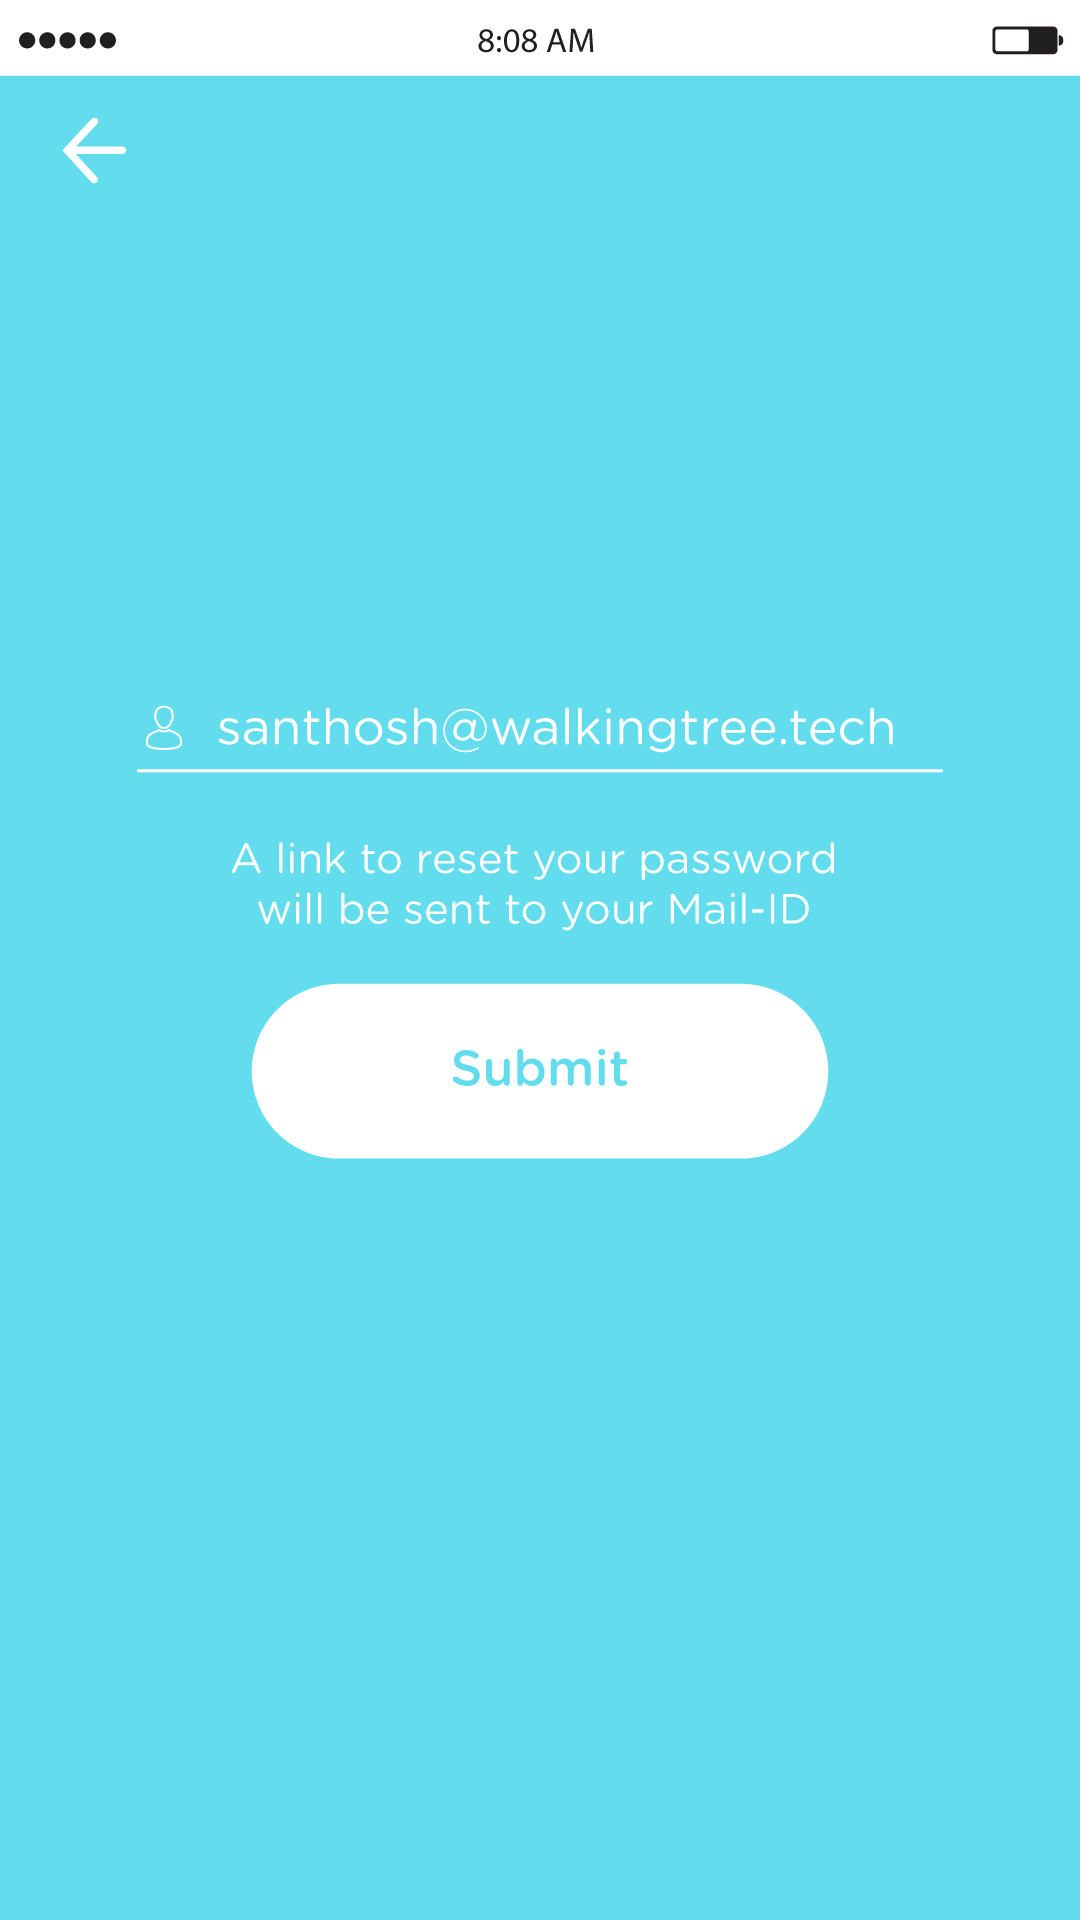 8:08 AM
santhosh@walkingtree.tech
A link to reset your password
will be sent to your Mail-ID
Submit